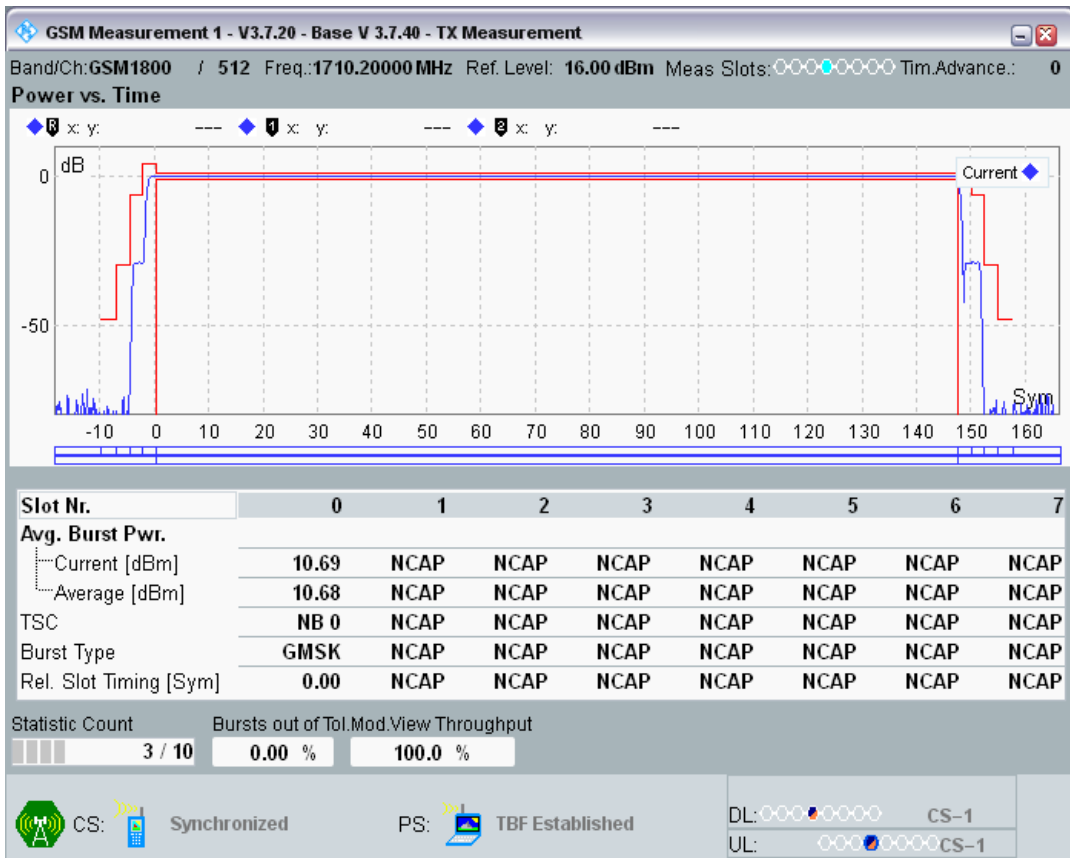 GSM Measurement 1 - V3.7.20 - Base V 3.7.40 - TX Measurement
Band/Ch:GSM1800 / 512 Freq.:1710.20000 MHz Ref. Level: 16.00 dBm Meas Slots: Tim.Advance.: 0
Power vs. Time
R x: y: --- 1 x: y: --- 2 x: y: ---
dB
Current
0
-50
Sym
-10 0 10 20 30 40 50 60 70 80 90 100 110 120 130 140 150 160
Slot Nr. 0 1 2 3 4 5 6 7
Avg. Burst Pwr.
Current [dBm] 10.69 NCAP NCAP NCAP NCAP NCAP NCAP NCAP
Average [dBm] 10.68 NCAP NCAP NCAP NCAP NCAP NCAP NCAP
TSC NB 0 NCAP NCAP NCAP NCAP NCAP NCAP NCAP
Burst Type GMSK NCAP NCAP NCAP NCAP NCAP NCAP NCAP
Rel. Slot Timing [Sym] 0.00 NCAP NCAP NCAP NCAP NCAP NCAP NCAP
Statistic Count Bursts out of Tol. Mod.View Throughput
3 / 10 0.00 % 100.0 %
CS: Synchronized PS: TBF Established
DL: CS-1
UL: CS-1